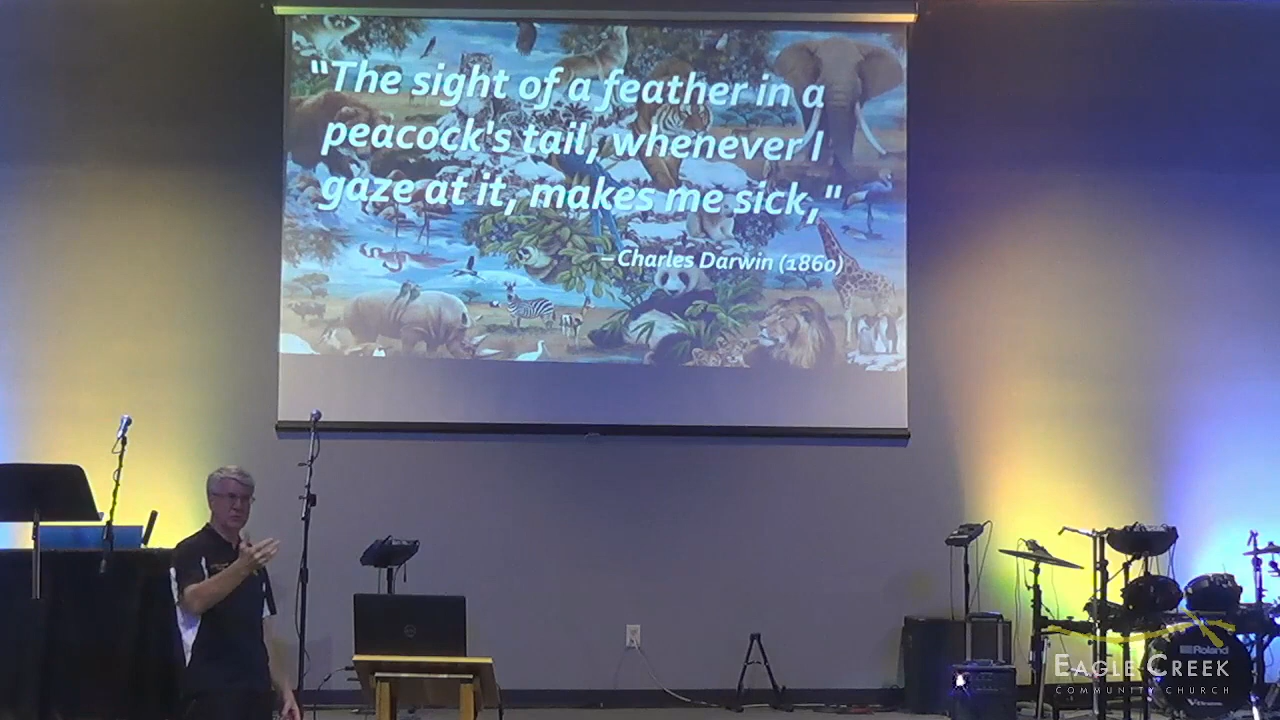 "The sight of a feather in a
peacock's tail, whenever I
gaze at it, makes me sick,"
– Charles Darwin (1860)
Roland
EAGLE CREEK
COMMUNITY CHURCH